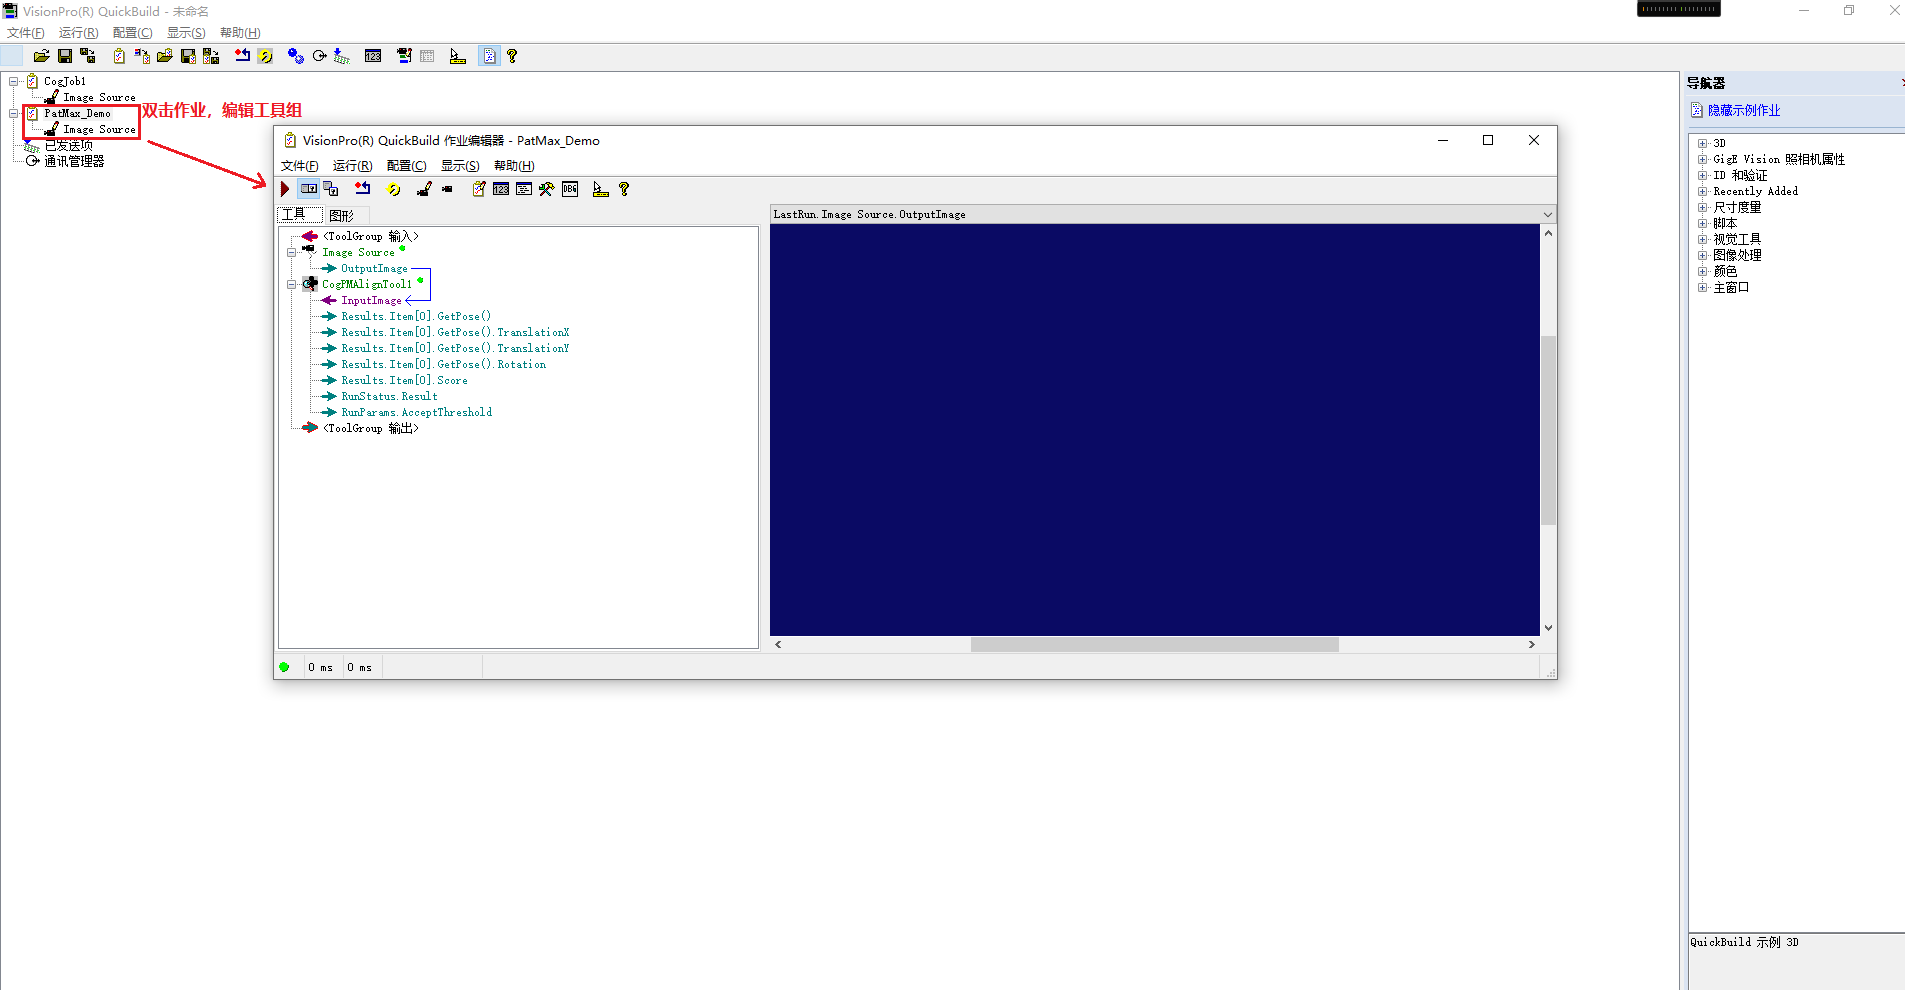 VisionPro(R) QuickBuild - 未命名
文件(F) 运行(R) 配置(C) 显示(S) 帮助(H)
123
CogJob1
Image Source
PatMax_Demo
Image Source
已发送项
通讯管理器
双击作业，编辑工具组
VisionPro(R) QuickBuild 作业编辑器 - PatMax_Demo
文件(F) 运行(R) 配置(C) 显示(S) 帮助(H)
123 DBG
工具 图形
<ToolGroup 输入>
Image Source
OutputImage
CogPMAlignTool1
InputImage
Results.Item[0].GetPose()
Results.Item[0].GetPose().TranslationX
Results.Item[0].GetPose().TranslationY
Results.Item[0].GetPose().Rotation
Results.Item[0].Score
RunStatus.Result
RunParams.AcceptThreshold
<ToolGroup 输出>
LastRun.Image Source.OutputImage
0 ms 0 ms
导航器
隐藏示例作业
3D
GigE Vision 照相机属性
ID 和验证
Recently Added
尺寸度量
脚本
视觉工具
图像处理
颜色
主窗口
QuickBuild 示例 3D